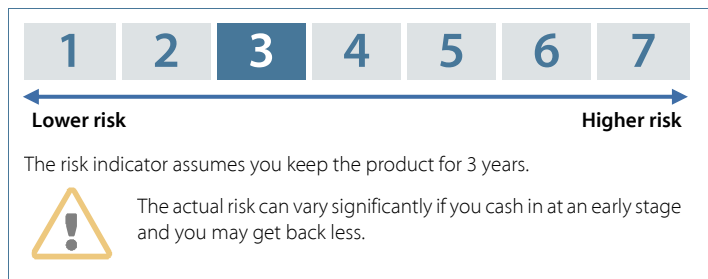 1 2 3 4 5 6 7
Lower risk Higher risk
The risk indicator assumes you keep the product for 3 years.
The actual risk can vary significantly if you cash in at an early stage
and you may get back less.